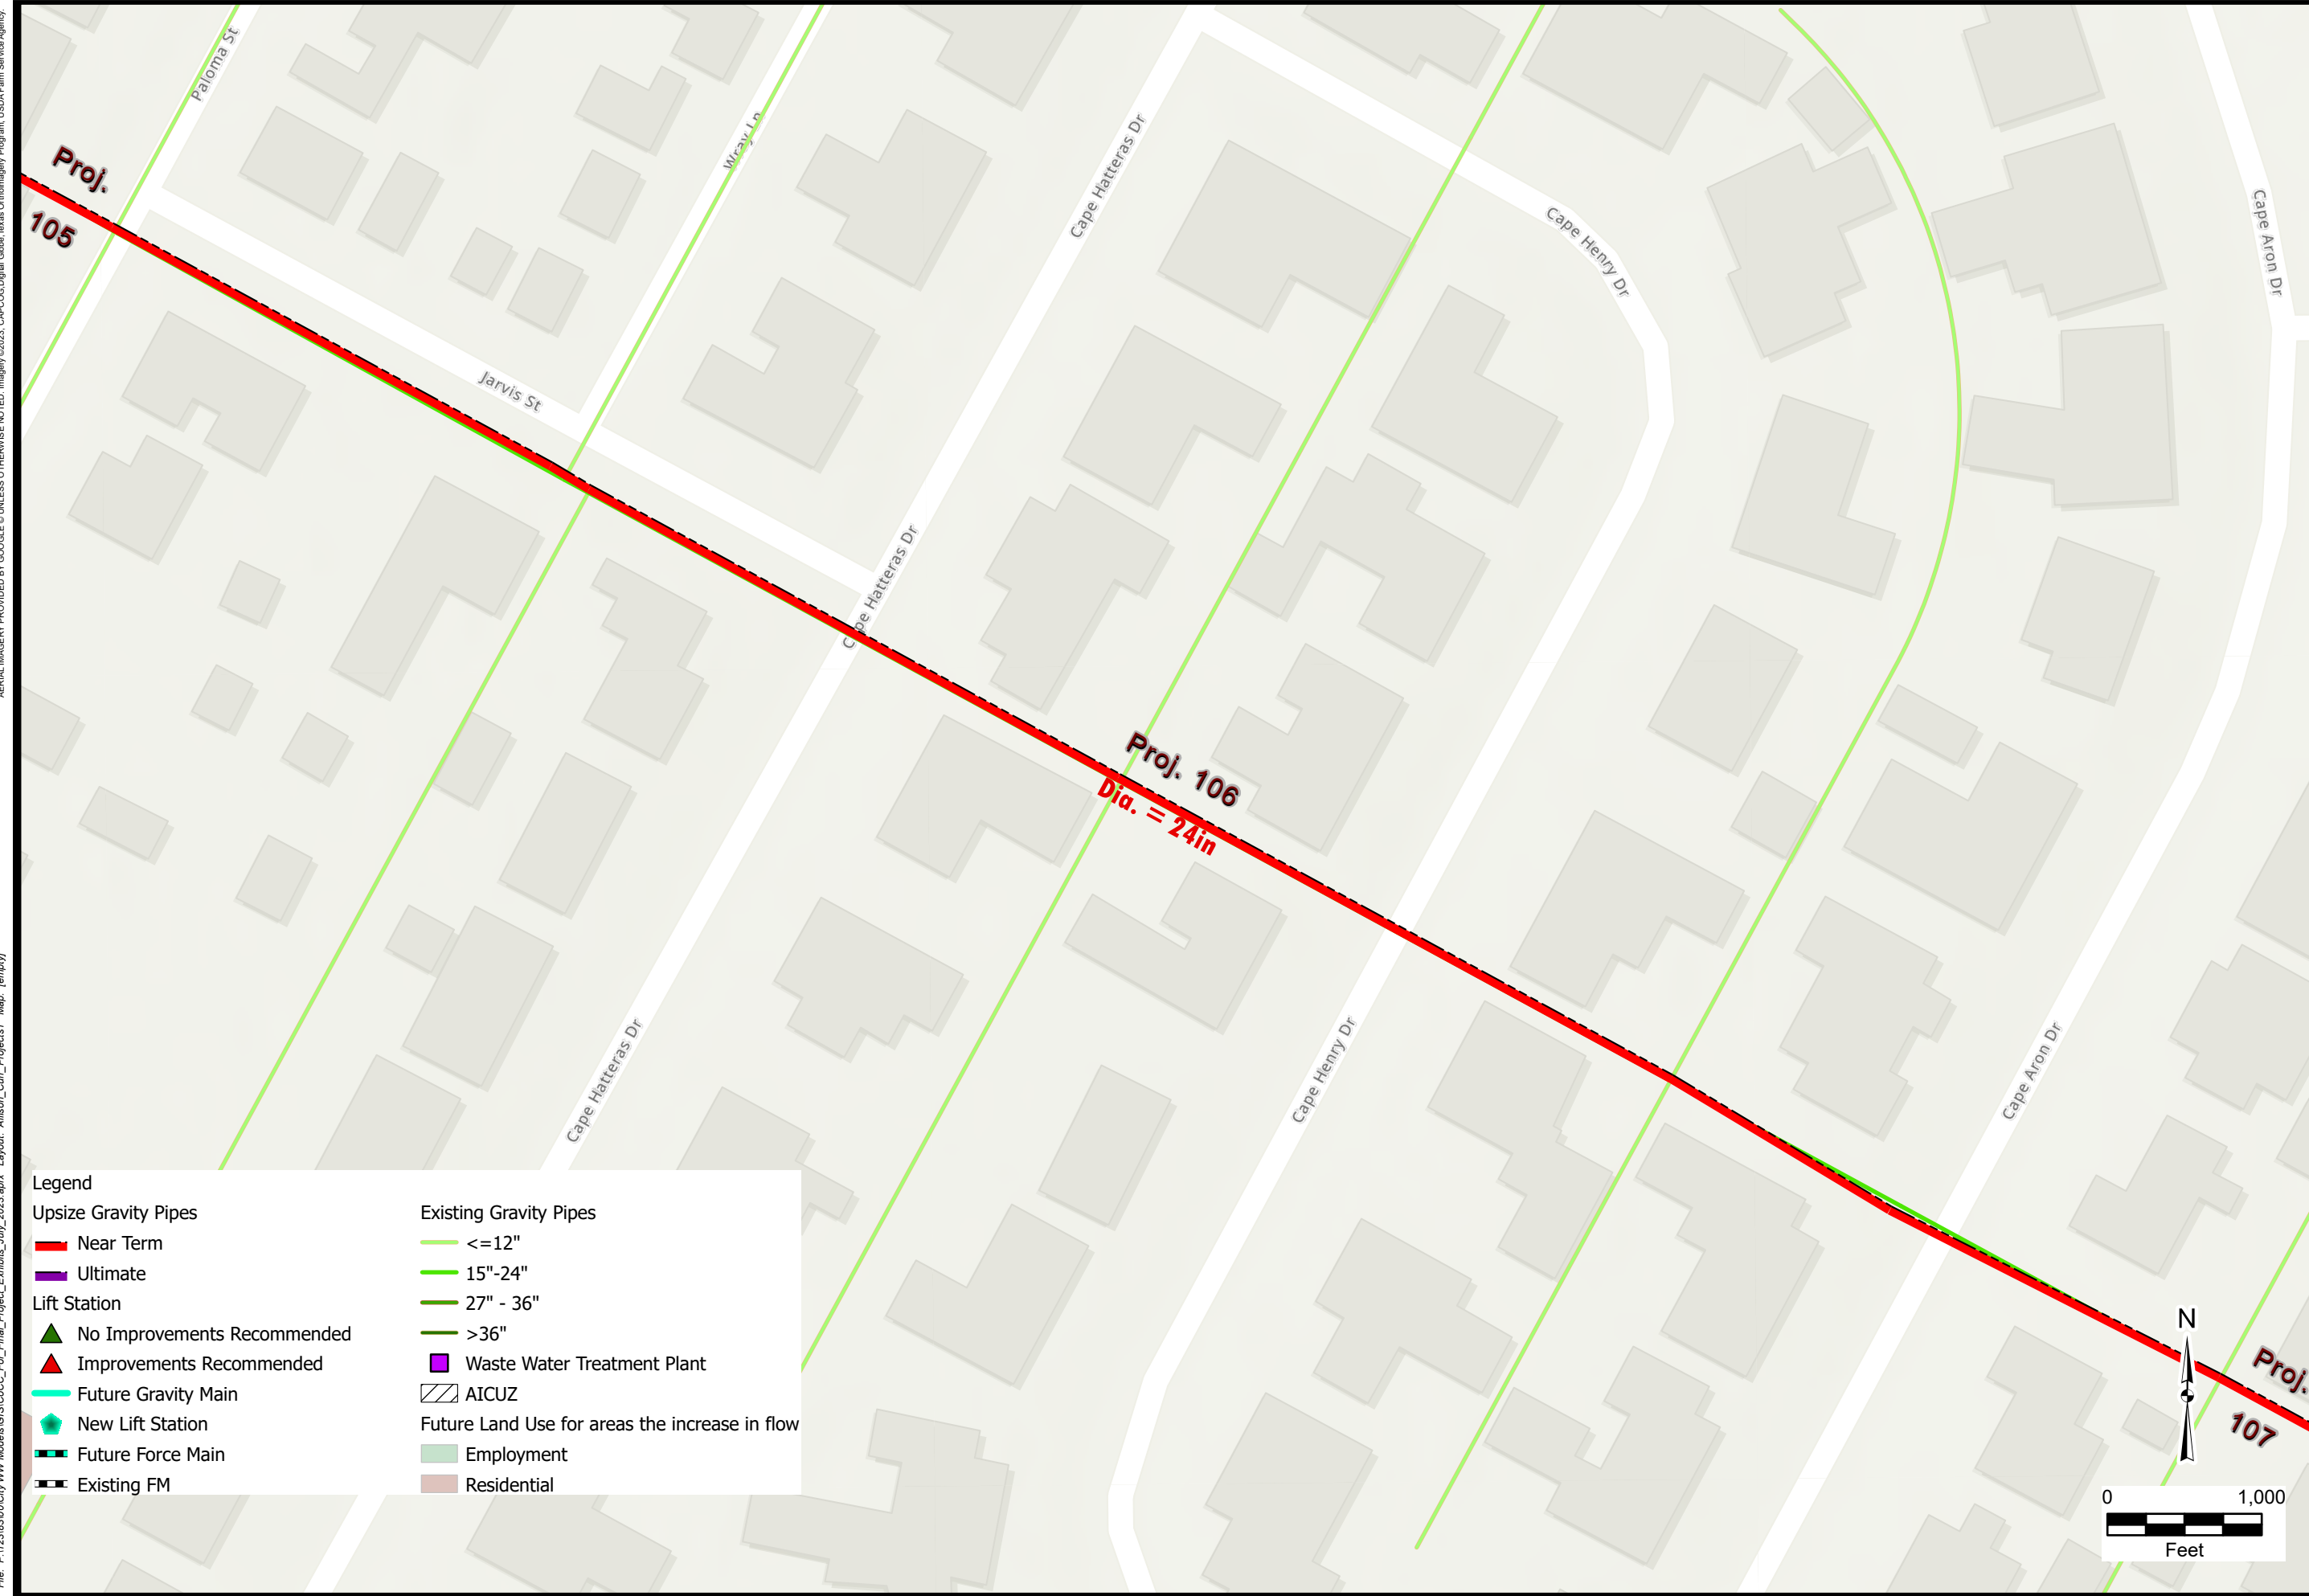 Paloma St
Wray Ln
Cape Hatteras Dr
Cape Henry Dr
Cape Aron Dr
Proj.
105
Jarvis St
Cape Hatteras Dr
Proj. 106
Dia. = 24in
Cape Hatteras Dr
Cape Henry Dr
Cape Aron Dr
Proj.
107
Legend
Upsize Gravity Pipes
Near Term
Ultimate
Lift Station
No Improvements Recommended
Improvements Recommended
Future Gravity Main
New Lift Station
Future Force Main
Existing FM
Existing Gravity Pipes
<=12"
15"-24"
27" - 36"
>36"
Waste Water Treatment Plant
AICUZ
Future Land Use for areas the increase in flow
Employment
Residential
N
0 1,000
Feet